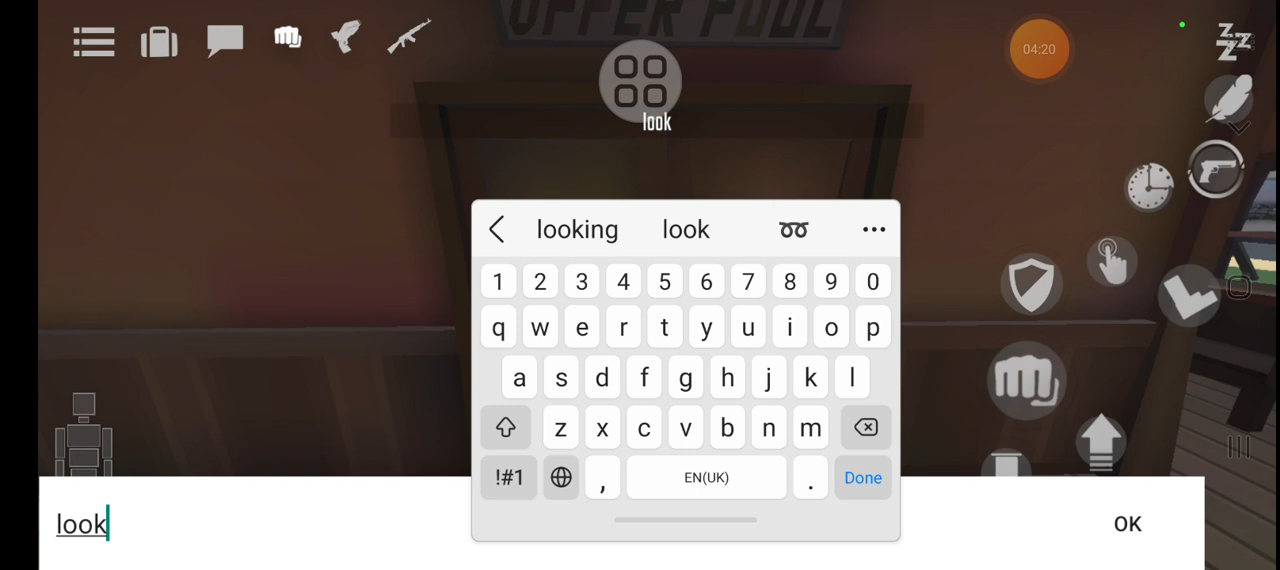 UPPER POOL
04:20
look
looking look
1 2 3 4 5 6 7 8 9 0
q w e r t y u i o p
a s d f g h j k l
z x c v b n m
!#1 , EN(UK) . Done
look
OK